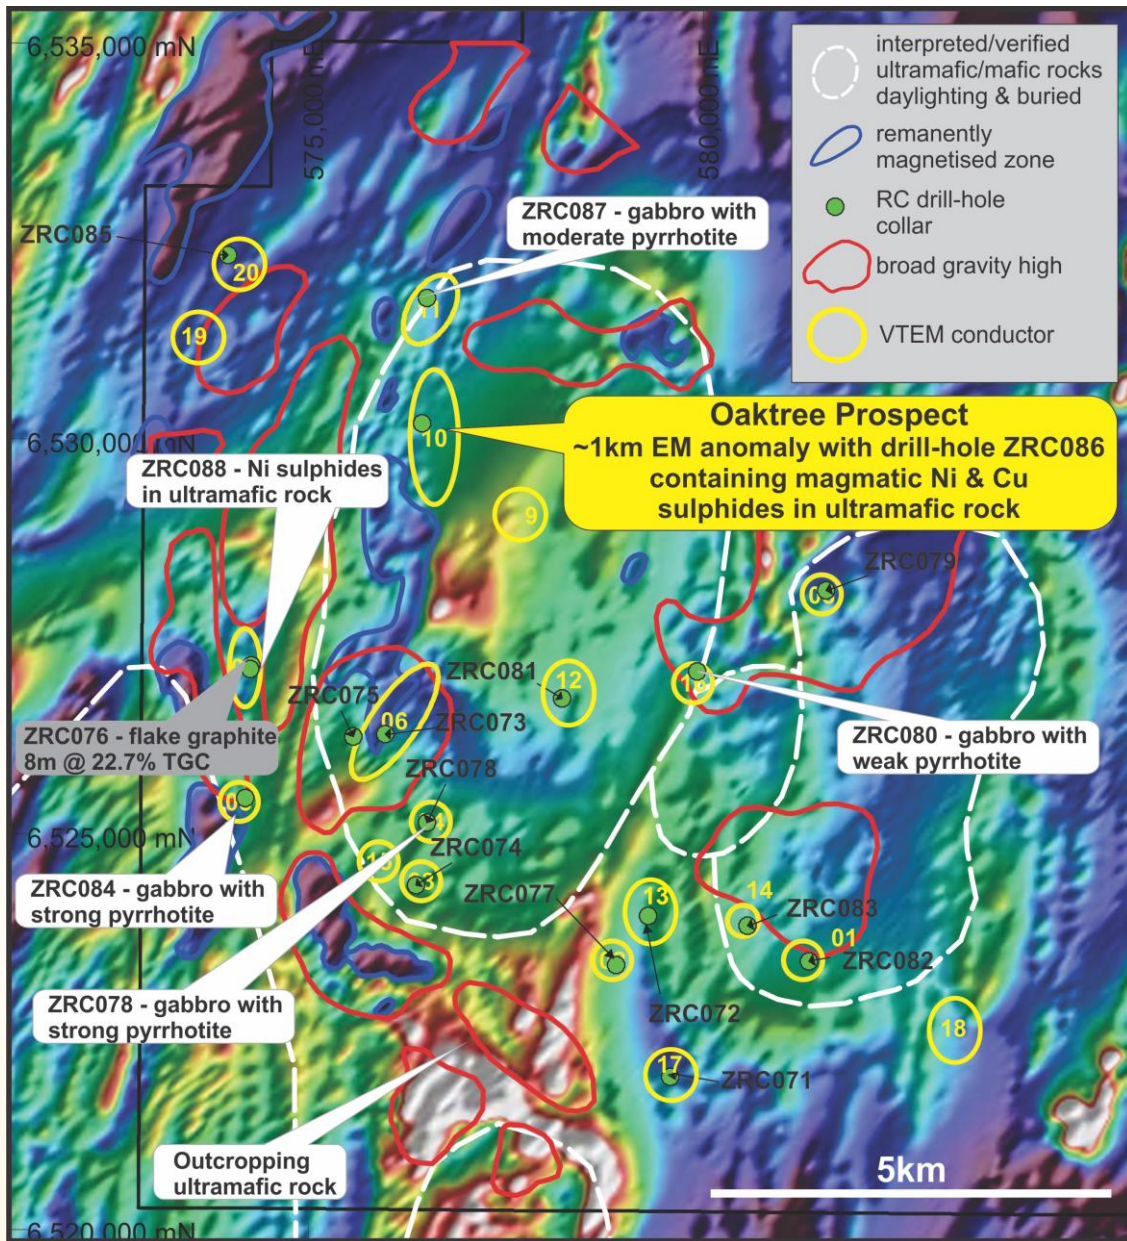 6,535,000 mN
575,000mE
580,000 mE
interpreted/verified
ultramafic/mafic rocks
daylighting & buried
remanently
magnetised zone
RC drill-hole
collar
broad gravity high
VTEM conductor
ZRC087 - gabbro with
moderate pyrrhotite
ZRC085
20
19
11
Oaktree Prospect
~1km EM anomaly with drill-hole ZRC086
containing magmatic Ni & Cu
sulphides in ultramafic rock
10
6,530,000 mN
ZRC088 - Ni sulphides
in ultramafic rock
9
ZRC079
ZRC081
12
ZRC075
06
ZRC073
ZRC076 - flake graphite
8m @ 22.7% TGC
ZRC080 - gabbro with
weak pyrrhotite
ZRC078
6,525,000 mN
ZRC074
ZRC084 - gabbro with
strong pyrrhotite
ZRC077
13
14
ZRC083
01
ZRC082
ZRC078 - gabbro with
strong pyrrhotite
ZRC072
18
17
ZRC071
Outcropping
ultramafic rock
5km
6,520,000 mN